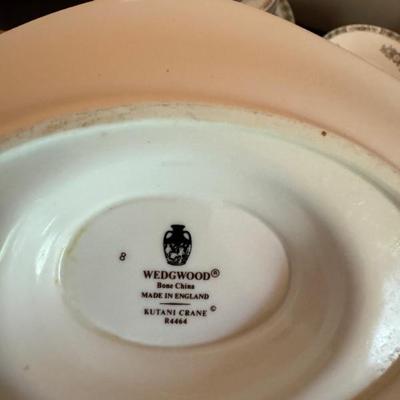 8
WEDGWOOD®
Bone China
MADE IN ENGLAND
KUTANI CRANE ©
R4464